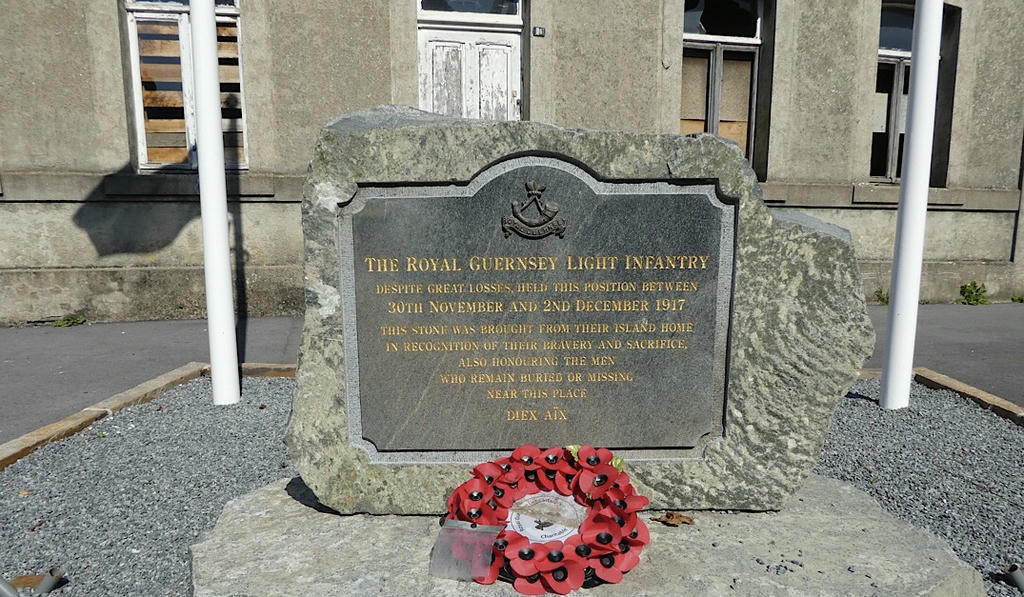 THE ROYAL GUERNSEY LIGHT INFANTRY
DESPITE GREAT LOSSES, HELD THIS POSITION BETWEEN
30TH NOVEMBER AND 2ND DECEMBER 1917
THIS STONE WAS BROUGHT FROM THEIR ISLAND HOME
IN RECOGNITION OF THEIR BRAVERY AND SACRIFICE,
ALSO HONOURING THE MEN
WHO REMAIN BURIED OR MISSING
NEAR THIS PLACE
DIEX AÏX